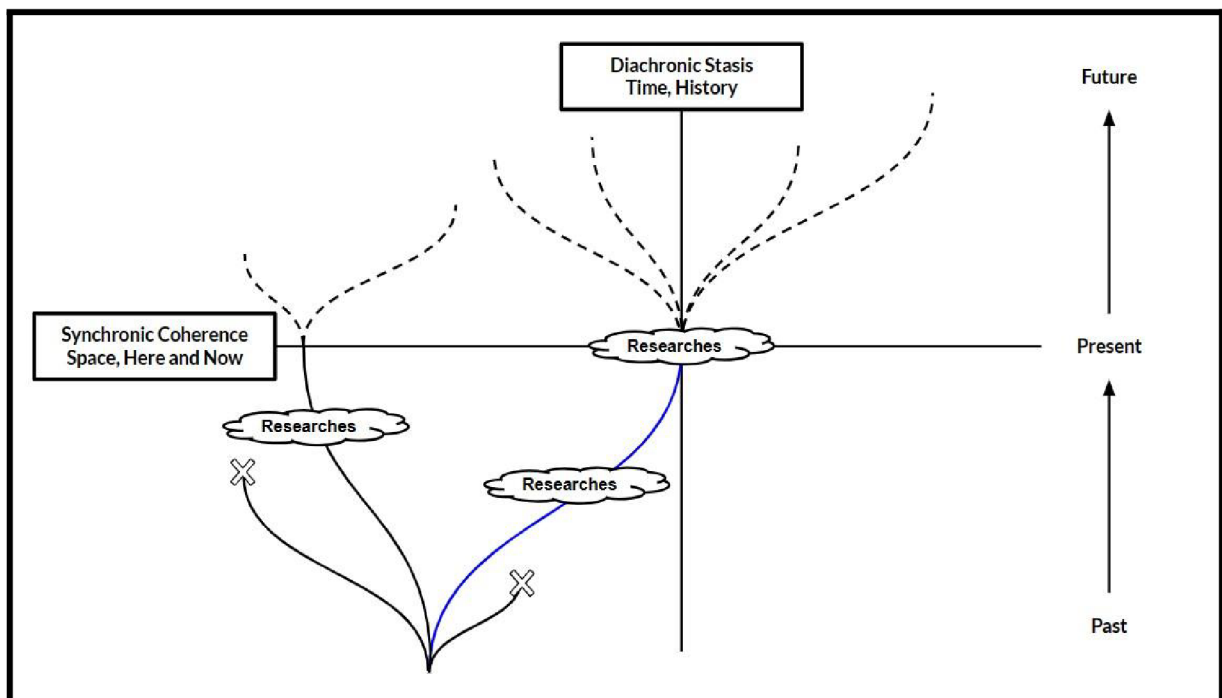 Diachronic Stasis
Time, History
Future
Synchronic Coherence
Space, Here and Now
Researches
Present
Researches
Researches
Past